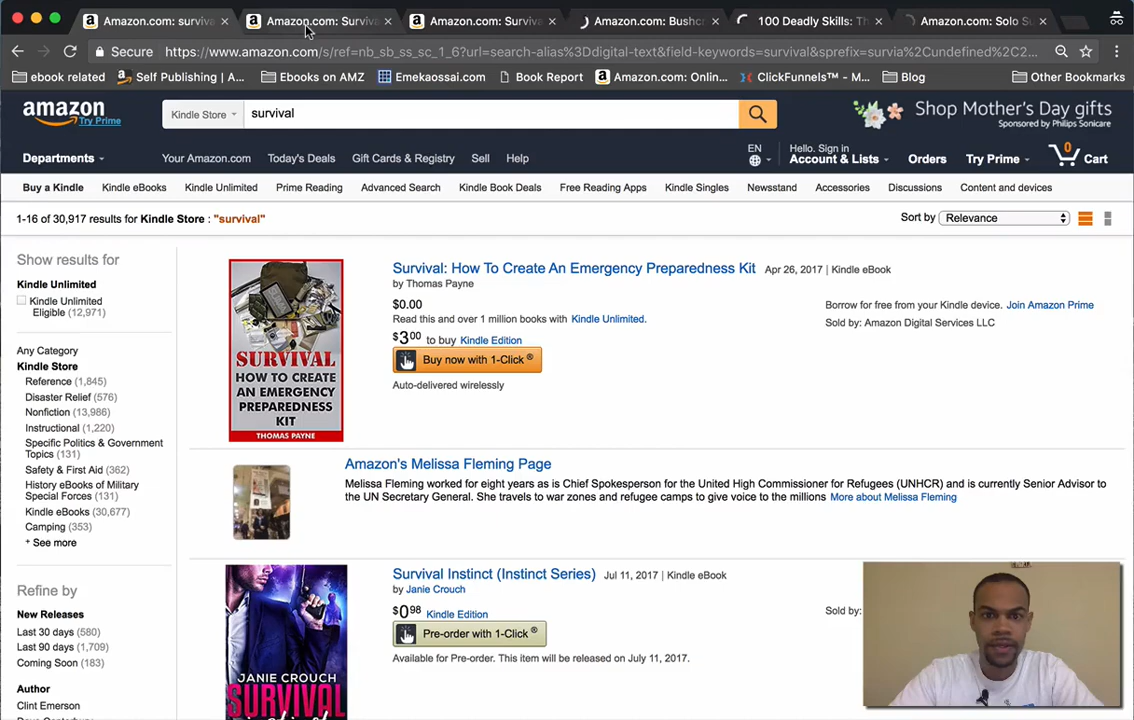 Amazon.com: surviva
Amazon.com: Surviva
Amazon.com: Surviva
Amazon.com: Bushcr
100 Deadly Skills: Th
Amazon.com: Solo Su
Secure
https://www.amazon.com/s/ref=nb_sb_ss_sc_1_6?url=search-alias%3Ddigital-text&field-keywords=survival&sprefix=survia%2Cundefined%2C2...
ebook related
Self Publishing | A...
Ebooks on AMZ
Emekaossai.com
Book Report
Amazon.com: Onlin...
ClickFunnels™ - M...
Blog
Other Bookmarks
amazon
Try Prime
Kindle Store
survival
Shop Mother's Day gifts
Sponsored by Philips Sonicare
Departments
Your Amazon.com
Today's Deals
Gift Cards & Registry
Sell
Help
EN
Hello. Sign in
Account & Lists
Orders
Try Prime
0
Cart
Buy a Kindle
Kindle eBooks
Kindle Unlimited
Prime Reading
Advanced Search
Kindle Book Deals
Free Reading Apps
Kindle Singles
Newsstand
Accessories
Discussions
Content and devices
1-16 of 30,917 results for Kindle Store : "survival"
Sort by
Relevance
Show results for
Kindle Unlimited
Kindle Unlimited
Eligible (12,971)
Any Category
Kindle Store
Reference (1,845)
Disaster Relief (576)
Nonfiction (13,986)
Instructional (1,220)
Specific Politics & Government
Topics (131)
Safety & First Aid (362)
History eBooks of Military
Special Forces (131)
Kindle eBooks (30,677)
Camping (353)
+ See more
Refine by
New Releases
Last 30 days (580)
Last 90 days (1,709)
Coming Soon (183)
Author
Clint Emerson
SURVIVAL
HOW TO CREATE
AN EMERGENCY
PREPAREDNESS
KIT
THOMAS PAYNE
Survival: How To Create An Emergency Preparedness Kit Apr 26, 2017 | Kindle eBook
by Thomas Payne
$0.00
Read this and over 1 million books with Kindle Unlimited.
$3.00 to buy Kindle Edition
Buy now with 1-Click ®
Auto-delivered wirelessly
Borrow for free from your Kindle device. Join Amazon Prime
Sold by: Amazon Digital Services LLC
Amazon's Melissa Fleming Page
Melissa Fleming worked for eight years as is Chief Spokesperson for the United High Commissioner for Refugees (UNHCR) and is currently Senior Advisor to
the UN Secretary General. She travels to war zones and refugee camps to give voice to the millions More about Melissa Fleming
Survival Instinct (Instinct Series) Jul 11, 2017 | Kindle eBook
by Janie Crouch
$0.98 Kindle Edition
Pre-order with 1-Click ®
Available for Pre-order. This item will be released on July 11, 2017.
Sold by:
JANIE CROUCH
SURVIVAL